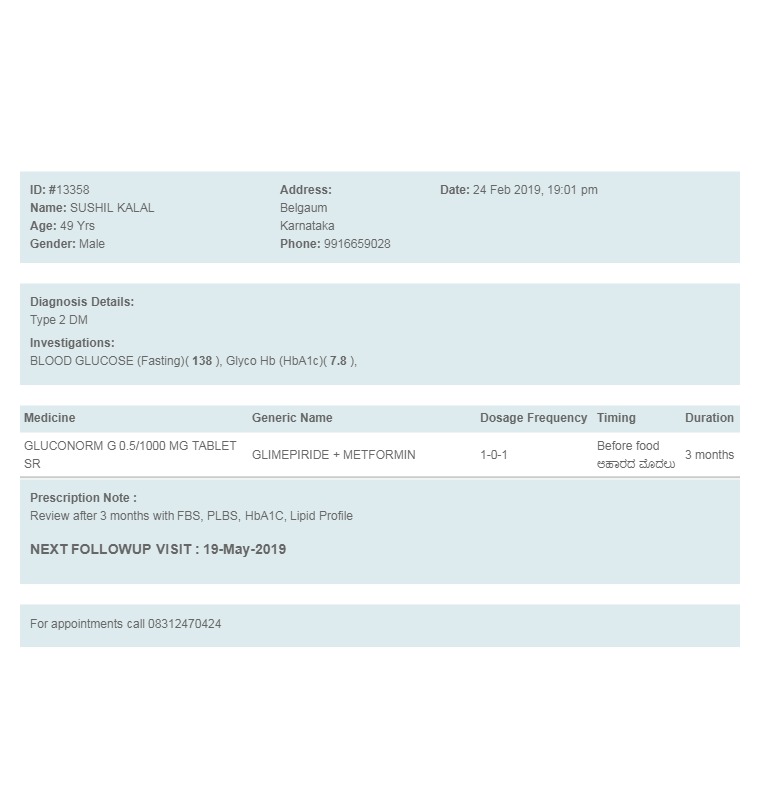 ID: #13358
Name: SUSHIL KALAL
Age: 49 Yrs
Gender: Male
Address:
Belgaum
Karnataka
Phone: 9916659028
Date: 24 Feb 2019, 19:01 pm
Diagnosis Details:
Type 2 DM
Investigations:
BLOOD GLUCOSE (Fasting)( 138 ), Glyco Hb (HbA1c)( 7.8 ),
Medicine Generic Name Dosage Frequency Timing Duration
GLUCONORM G 0.5/1000 MG TABLET
SR
GLIMEPIRIDE + METFORMIN
1-0-1
Before food
ಆಹಾರದ ಮೊದಲು
3 months
Prescription Note :
Review after 3 months with FBS, PLBS, HbA1C, Lipid Profile
NEXT FOLLOWUP VISIT : 19-May-2019
For appointments call 08312470424